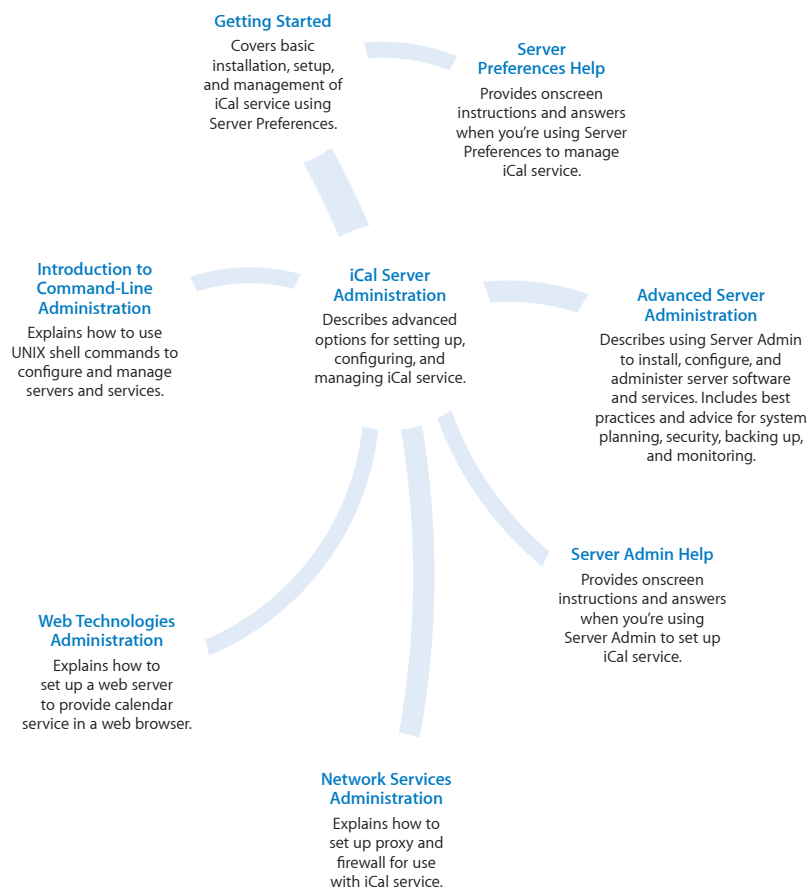 Getting Started
Covers basic
installation, setup,
and management of
iCal service using
Server Preferences.
Server
Preferences Help
Provides onscreen
instructions and answers
when you’re using Server
Preferences to manage
iCal service.
Introduction to
Command-Line
Administration
Explains how to use
UNIX shell commands to
configure and manage
servers and services.
iCal Server
Administration
Describes advanced
options for setting up,
configuring, and
managing iCal service.
Advanced Server
Administration
Describes using Server Admin
to install, configure, and
administer server software
and services. Includes best
practices and advice for system
planning, security, backing up,
and monitoring.
Server Admin Help
Provides onscreen
instructions and answers
when you’re using
Server Admin to set up
iCal service.
Web Technologies
Administration
Explains how to
set up a web server
to provide calendar
service in a web browser.
Network Services
Administration
Explains how to
set up proxy and
firewall for use
with iCal service.